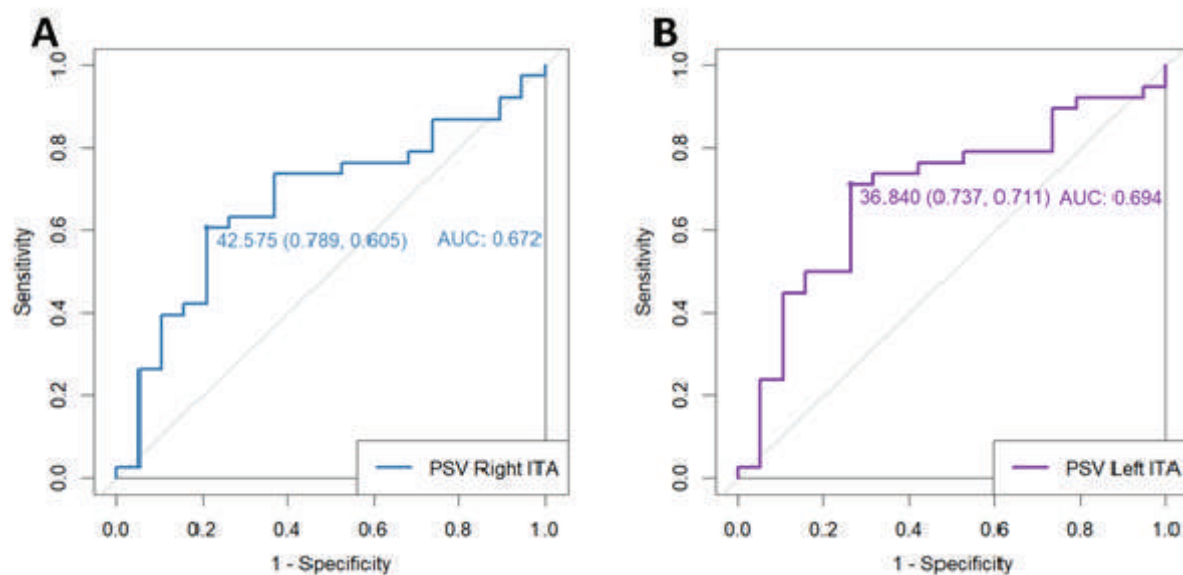 A
Sensitivity
1.0
0.8
0.6
0.4
0.2
0.0
42.575 (0.789, 0.605) AUC: 0.672
PSV Right ITA
0.0 0.2 0.4 0.6 0.8 1.0
1 - Specificity
B
Sensitivity
1.0
0.8
0.6
0.4
0.2
0.0
36.840 (0.737, 0.711) AUC: 0.694
PSV Left ITA
0.0 0.2 0.4 0.6 0.8 1.0
1 - Specificity